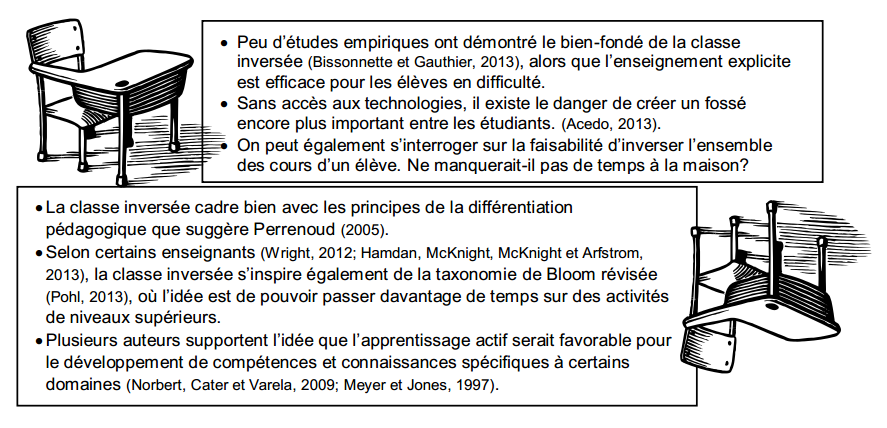 • Peu d’études empiriques ont démontré le bien-fondé de la classe
inversée (Bissonnette et Gauthier, 2013), alors que l’enseignement explicite
est efficace pour les élèves en difficulté.
• Sans accès aux technologies, il existe le danger de créer un fossé
encore plus important entre les étudiants. (Acedo, 2013).
• On peut également s’interroger sur la faisabilité d’inverser l’ensemble
des cours d’un élève. Ne manquerait-il pas de temps à la maison?
• La classe inversée cadre bien avec les principes de la différentiation
pédagogique que suggère Perrenoud (2005).
• Selon certains enseignants (Wright, 2012; Hamdan, McKnight, McKnight et Arfstrom,
2013), la classe inversée s’inspire également de la taxonomie de Bloom révisée
(Pohl, 2013), où l’idée est de pouvoir passer davantage de temps sur des activités
de niveaux supérieurs.
• Plusieurs auteurs supportent l’idée que l’apprentissage actif serait favorable pour
le développement de compétences et connaissances spécifiques à certains
domaines (Norbert, Cater et Varela, 2009; Meyer et Jones, 1997).